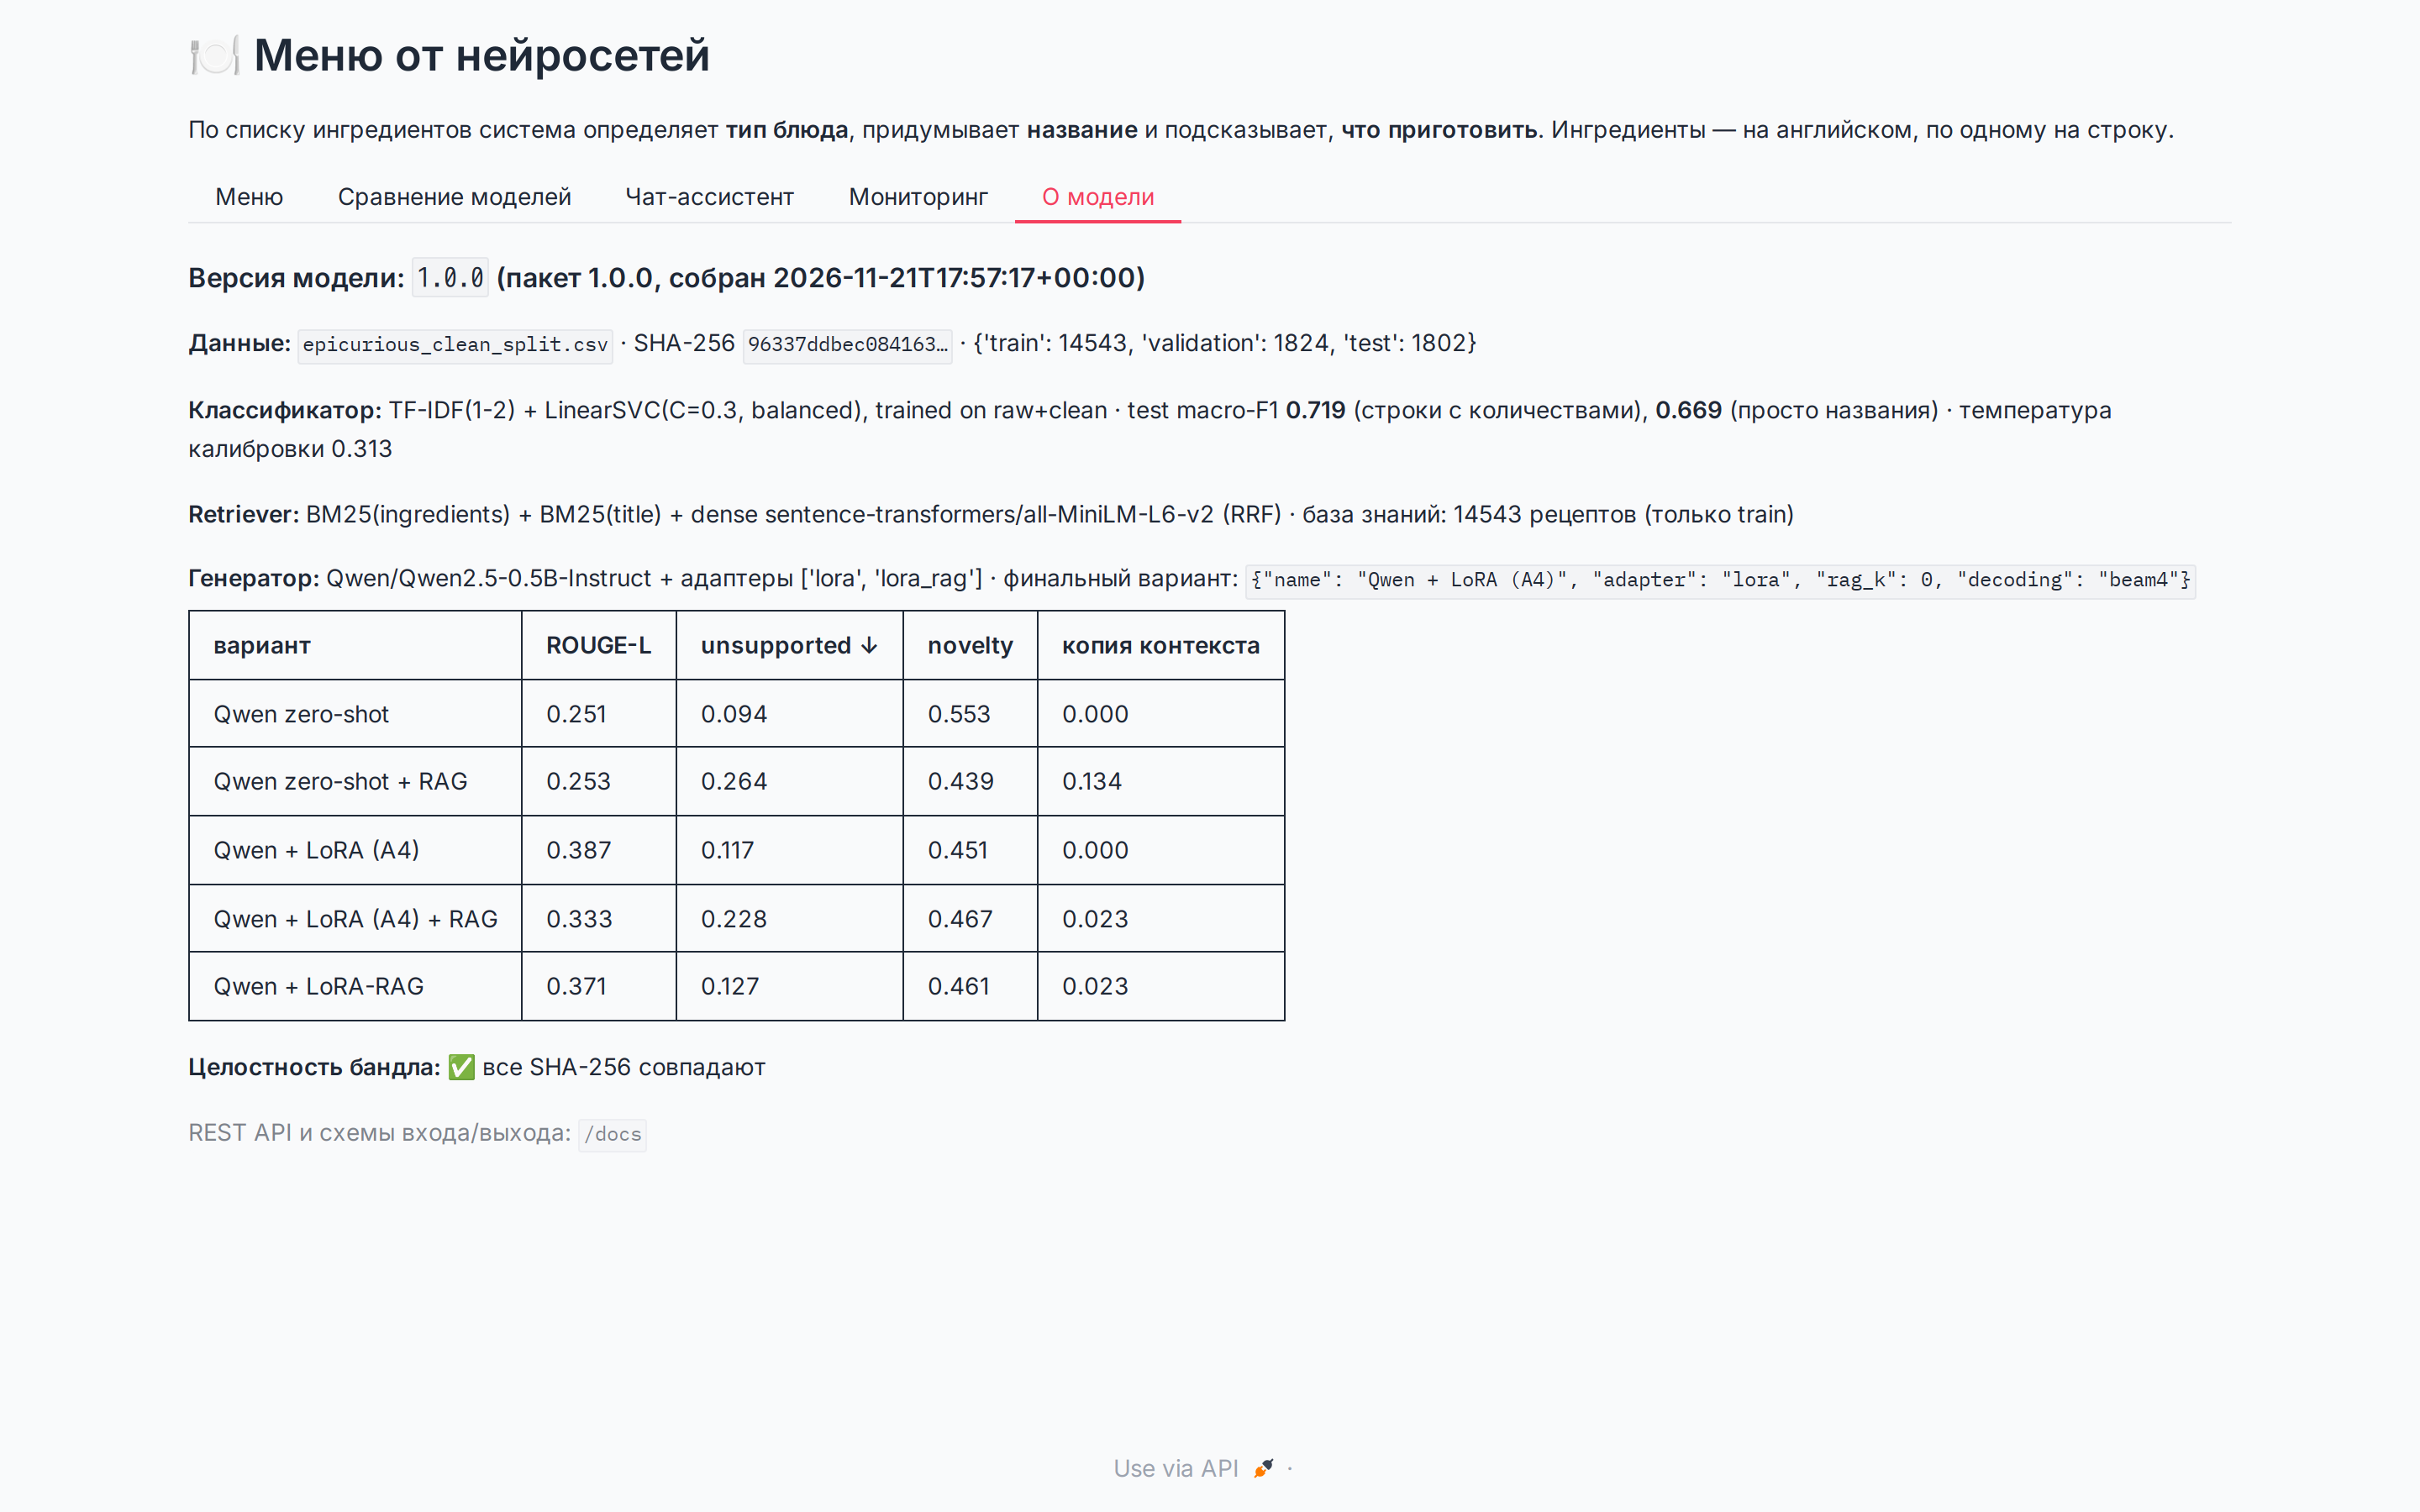 🍽️ Меню от нейросетей
По списку ингредиентов система определяет тип блюда, придумывает название и подсказывает, что приготовить. Ингредиенты — на английском, по одному на строку.
Меню Сравнение моделей Чат-ассистент Мониторинг О модели
Версия модели: 1.0.0 (пакет 1.0.0, собран 2026-11-21T17:57:17+00:00)
Данные: epicurious_clean_split.csv · SHA-256 96337ddbec084163… · {'train': 14543, 'validation': 1824, 'test': 1802}
Классификатор: TF-IDF(1-2) + LinearSVC(C=0.3, balanced), trained on raw+clean · test macro-F1 0.719 (строки с количествами), 0.669 (просто названия) · температура
калибровки 0.313
Retriever: BM25(ingredients) + BM25(title) + dense sentence-transformers/all-MiniLM-L6-v2 (RRF) · база знаний: 14543 рецептов (только train)
Генератор: Qwen/Qwen2.5-0.5B-Instruct + адаптеры ['lora', 'lora_rag'] · финальный вариант: {"name": "Qwen + LoRA (A4)", "adapter": "lora", "rag_k": 0, "decoding": "beam4"}
вариант ROUGE-L unsupported ↓ novelty копия контекста
Qwen zero-shot 0.251 0.094 0.553 0.000
Qwen zero-shot + RAG 0.253 0.264 0.439 0.134
Qwen + LoRA (A4) 0.387 0.117 0.451 0.000
Qwen + LoRA (A4) + RAG 0.333 0.228 0.467 0.023
Qwen + LoRA-RAG 0.371 0.127 0.461 0.023
Целостность бандла: ✅ все SHA-256 совпадают
REST API и схемы входа/выхода: /docs
Use via API 🚀 ·